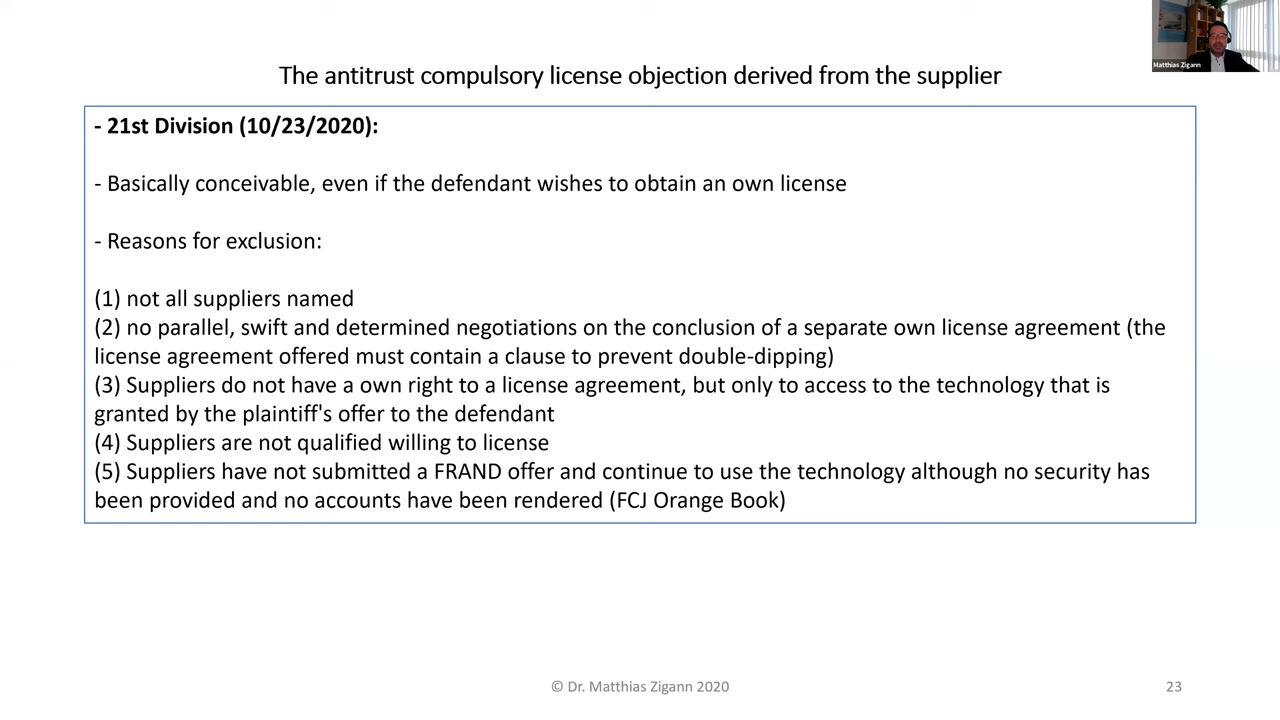 Matthias Zigann
The antitrust compulsory license objection derived from the supplier
- 21st Division (10/23/2020):
- Basically conceivable, even if the defendant wishes to obtain an own license
- Reasons for exclusion:
(1) not all suppliers named
(2) no parallel, swift and determined negotiations on the conclusion of a separate own license agreement (the
license agreement offered must contain a clause to prevent double-dipping)
(3) Suppliers do not have a own right to a license agreement, but only to access to the technology that is
granted by the plaintiff's offer to the defendant
(4) Suppliers are not qualified willing to license
(5) Suppliers have not submitted a FRAND offer and continue to use the technology although no security has
been provided and no accounts have been rendered (FCJ Orange Book)
© Dr. Matthias Zigann 2020
23